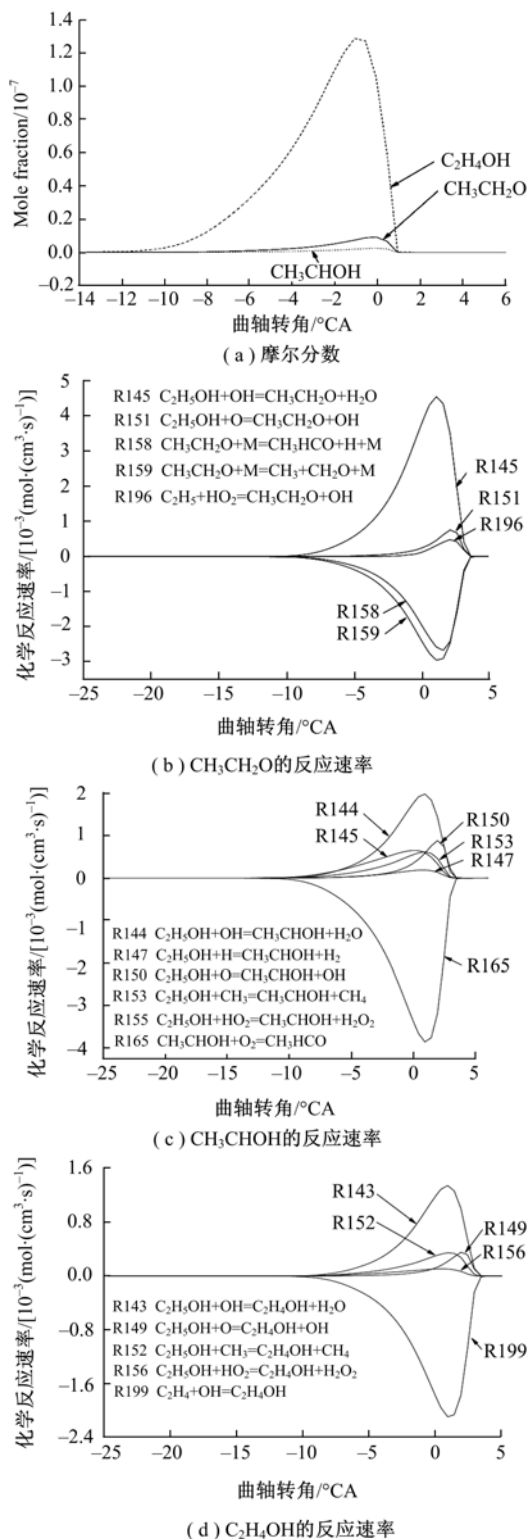 1.4
1.2
1.0
0.8
0.6
0.4
0.2
0.0
−0.2
Mole fraction/10⁻⁷
C₂H₄OH
CH₃CH₂O
CH₃CHOH
−14 −12 −10 −8 −6 −4 −2 0 2 4 6
曲轴转角/°CA
(a)摩尔分数
5
4
3
2
1
0
−1
−2
−3
化学反应速率/[10⁻³(mol·(cm³·s)⁻¹)]
R145 C₂H₅OH+OH=CH₃CH₂O+H₂O
R151 C₂H₅OH+O=CH₃CH₂O+OH
R158 CH₃CH₂O+M=CH₃HCO+H+M
R159 CH₃CH₂O+M=CH₃+CH₂O+M
R196 C₂H₅+HO₂=CH₃CH₂O+OH
R145
R151
R196
R158
R159
−25 −20 −15 −10 −5 0 5
曲轴转角/°CA
(b)CH₃CH₂O的反应速率
2
1
0
−1
−2
−3
−4
化学反应速率/[10⁻³(mol·(cm³·s)⁻¹)]
R144
R145
R150
R153
R147
R144 C₂H₅OH+OH=CH₃CHOH+H₂O
R147 C₂H₅OH+H=CH₃CHOH+H₂
R150 C₂H₅OH+O=CH₃CHOH+OH
R153 C₂H₅OH+CH₃=CH₃CHOH+CH₄
R155 C₂H₅OH+HO₂=CH₃CHOH+H₂O₂
R165 CH₃CHOH+O₂=CH₃HCO
R165
−25 −20 −15 −10 −5 0 5
曲轴转角/°CA
(c)CH₃CHOH的反应速率
1.6
0.8
0.0
−0.8
−1.6
−2.4
化学反应速率/[10⁻³(mol·(cm³·s)⁻¹)]
R143
R152
R149
R156
R143 C₂H₅OH+OH=C₂H₄OH+H₂O
R149 C₂H₅OH+O=C₂H₄OH+OH
R152 C₂H₅OH+CH₃=C₂H₄OH+CH₄
R156 C₂H₅OH+HO₂=C₂H₄OH+H₂O₂
R199 C₂H₄+OH=C₂H₄OH
R199
−25 −20 −15 −10 −5 0 5
曲轴转角/°CA
(d)C₂H₄OH的反应速率